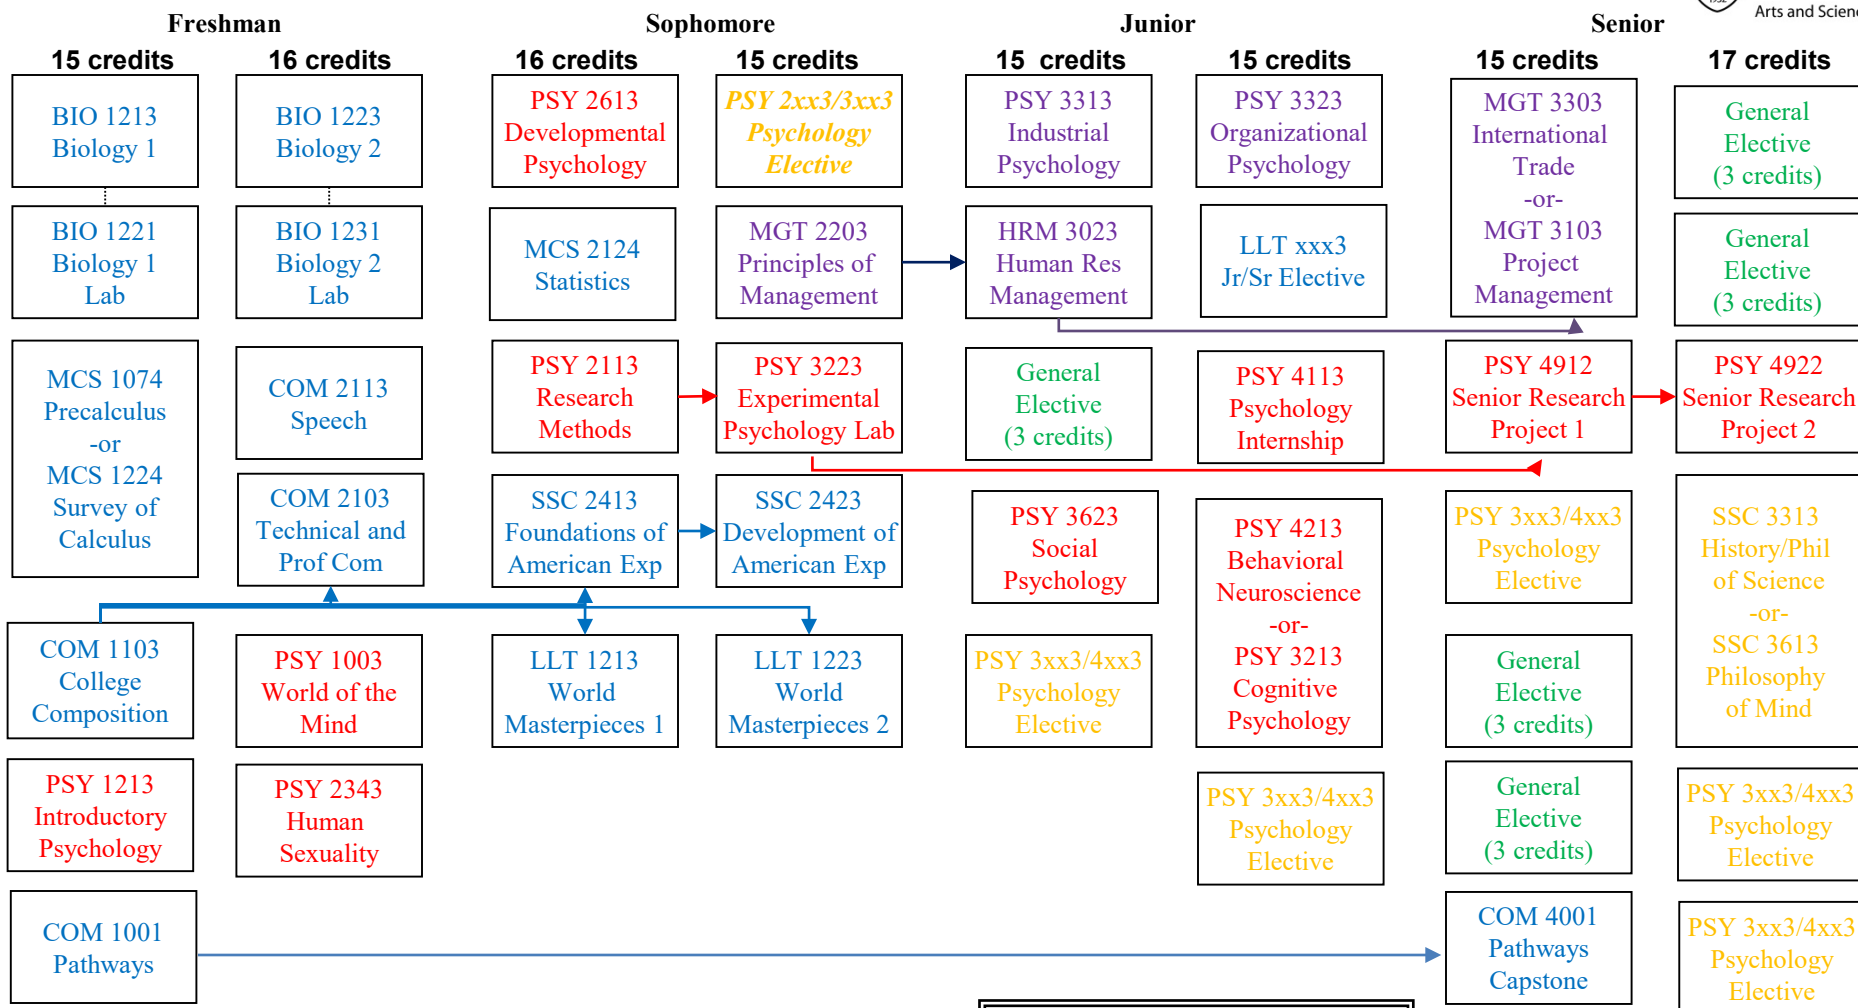 Freshman
Sophomore
Junior
Senior
Arts and Scienc
15 credits
16 credits
16 credits
15 credits
15 credits
15 credits
15 credits
17 credits
BIO 1213
Biology 1
BIO 1221
Biology 1
Lab
MCS 1074
Precalculus
-or
MCS 1224
Survey of
Calculus
COM 1103
College
Composition
PSY 1213
Introductory
Psychology
COM 1001
Pathways
BIO 1223
Biology 2
BIO 1231
Biology 2
Lab
COM 2113
Speech
COM 2103
Technical and
Prof Com
PSY 1003
World of the
Mind
PSY 2343
Human
Sexuality
PSY 2613
Developmental
Psychology
MCS 2124
Statistics
PSY 2113
Research
Methods
SSC 2413
Foundations of
American Exp
LLT 1213
World
Masterpieces 1
PSY 2xx3/3xx3
Psychology
Elective
MGT 2203
Principles of
Management
PSY 3223
Experimental
Psychology Lab
SSC 2423
Development of
American Exp
LLT 1223
World
Masterpieces 2
PSY 3313
Industrial
Psychology
HRM 3023
Human Res
Management
General
Elective
(3 credits)
PSY 3623
Social
Psychology
PSY 3xx3/4xx3
Psychology
Elective
PSY 3323
Organizational
Psychology
LLT xxx3
Jr/Sr Elective
PSY 4113
Psychology
Internship
PSY 4213
Behavioral
Neuroscience
-or-
PSY 3213
Cognitive
Psychology
PSY 3xx3/4xx3
Psychology
Elective
MGT 3303
International
Trade
-or-
MGT 3103
Project
Management
PSY 4912
Senior Research
Project 1
PSY 3xx3/4xx3
Psychology
Elective
General
Elective
(3 credits)
General
Elective
(3 credits)
COM 4001
Pathways
Capstone
General
Elective
(3 credits)
General
Elective
(3 credits)
PSY 4922
Senior Research
Project 2
SSC 3313
History/Phil
of Science
-or-
SSC 3613
Philosophy
of Mind
PSY 3xx3/4xx3
Psychology
Elective
PSY 3xx3/4xx3
Psychology
Elective